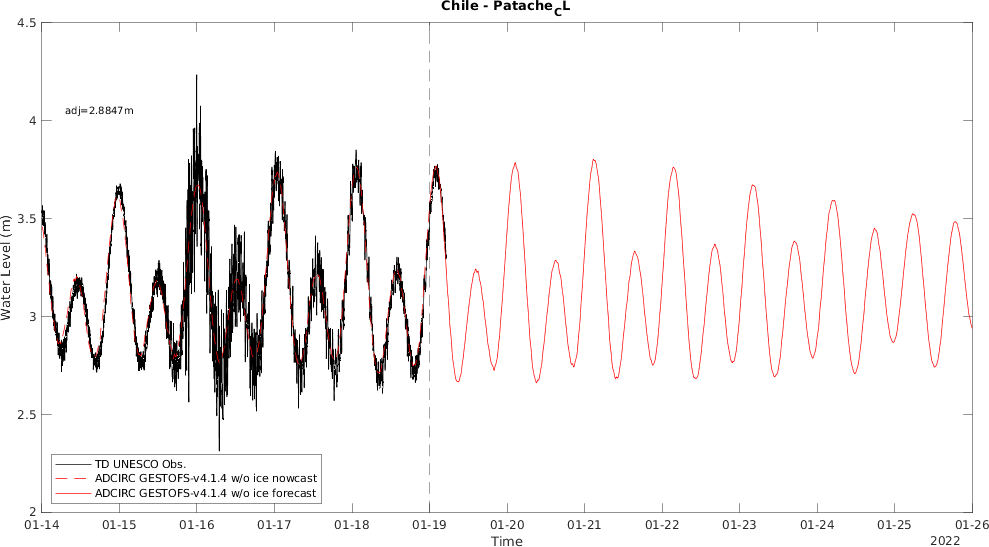 Chile - Patache_CL
4.5
4
3.5
3
2.5
2
Water Level (m)
adj=2.8847m
TD UNESCO Obs.
ADCIRC GESTOFS-v4.1.4 w/o ice nowcast
ADCIRC GESTOFS-v4.1.4 w/o ice forecast
01-14 01-15 01-16 01-17 01-18 01-19 01-20 01-21 01-22 01-23 01-24 01-25 01-26
Time
2022